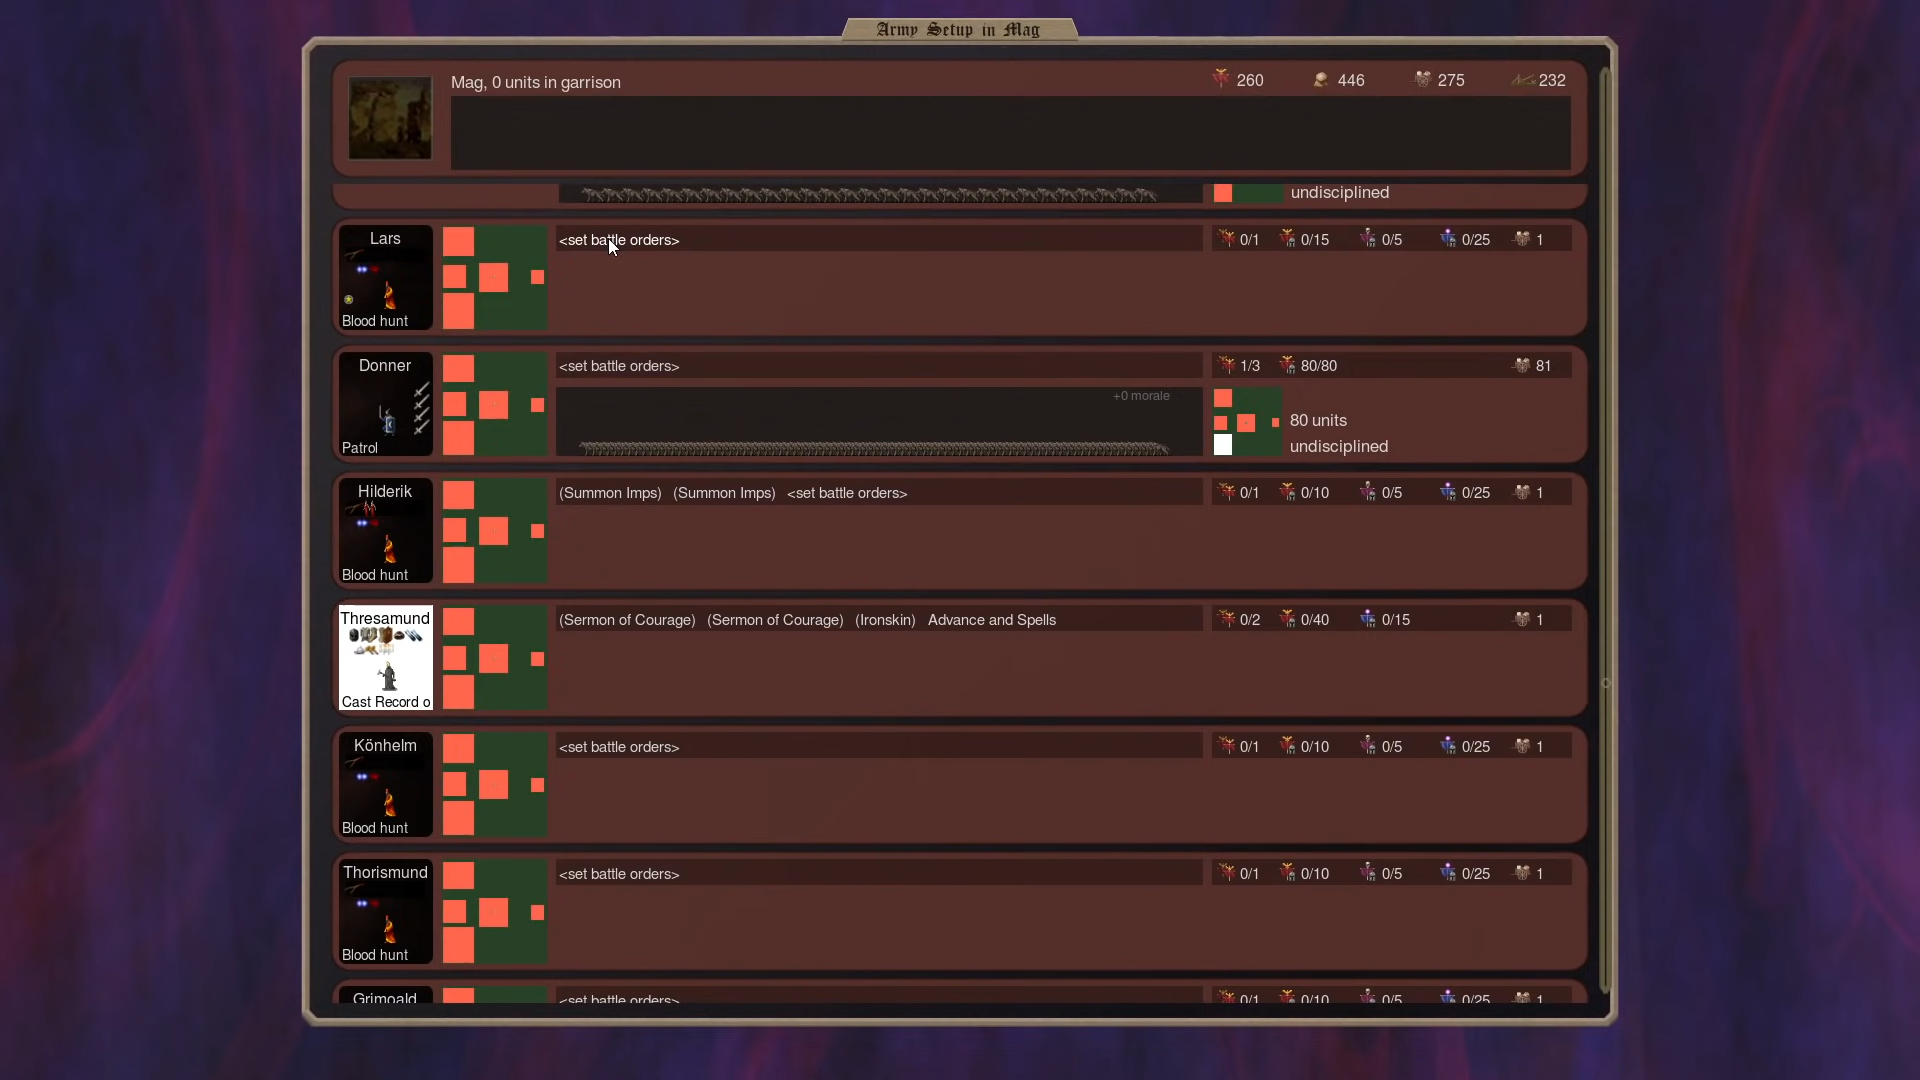 Army Setup in Mag
Mag, 0 units in garrison 260 446 275 232
undisciplined
Lars <set battle orders> 0/1 0/15 0/5 0/25 1
Blood hunt
Donner <set battle orders> 1/3 80/80 81
+0 morale
80 units
Patrol undisciplined
Hilderik (Summon Imps) (Summon Imps) <set battle orders> 0/1 0/10 0/5 0/25 1
Blood hunt
Thresamund (Sermon of Courage) (Sermon of Courage) (Ironskin) Advance and Spells 0/2 0/40 0/15 1
Cast Record o
Könhelm <set battle orders> 0/1 0/10 0/5 0/25 1
Blood hunt
Thorismund <set battle orders> 0/1 0/10 0/5 0/25 1
Blood hunt
Grimoald <set battle orders> 0/1 0/10 0/5 0/25 1